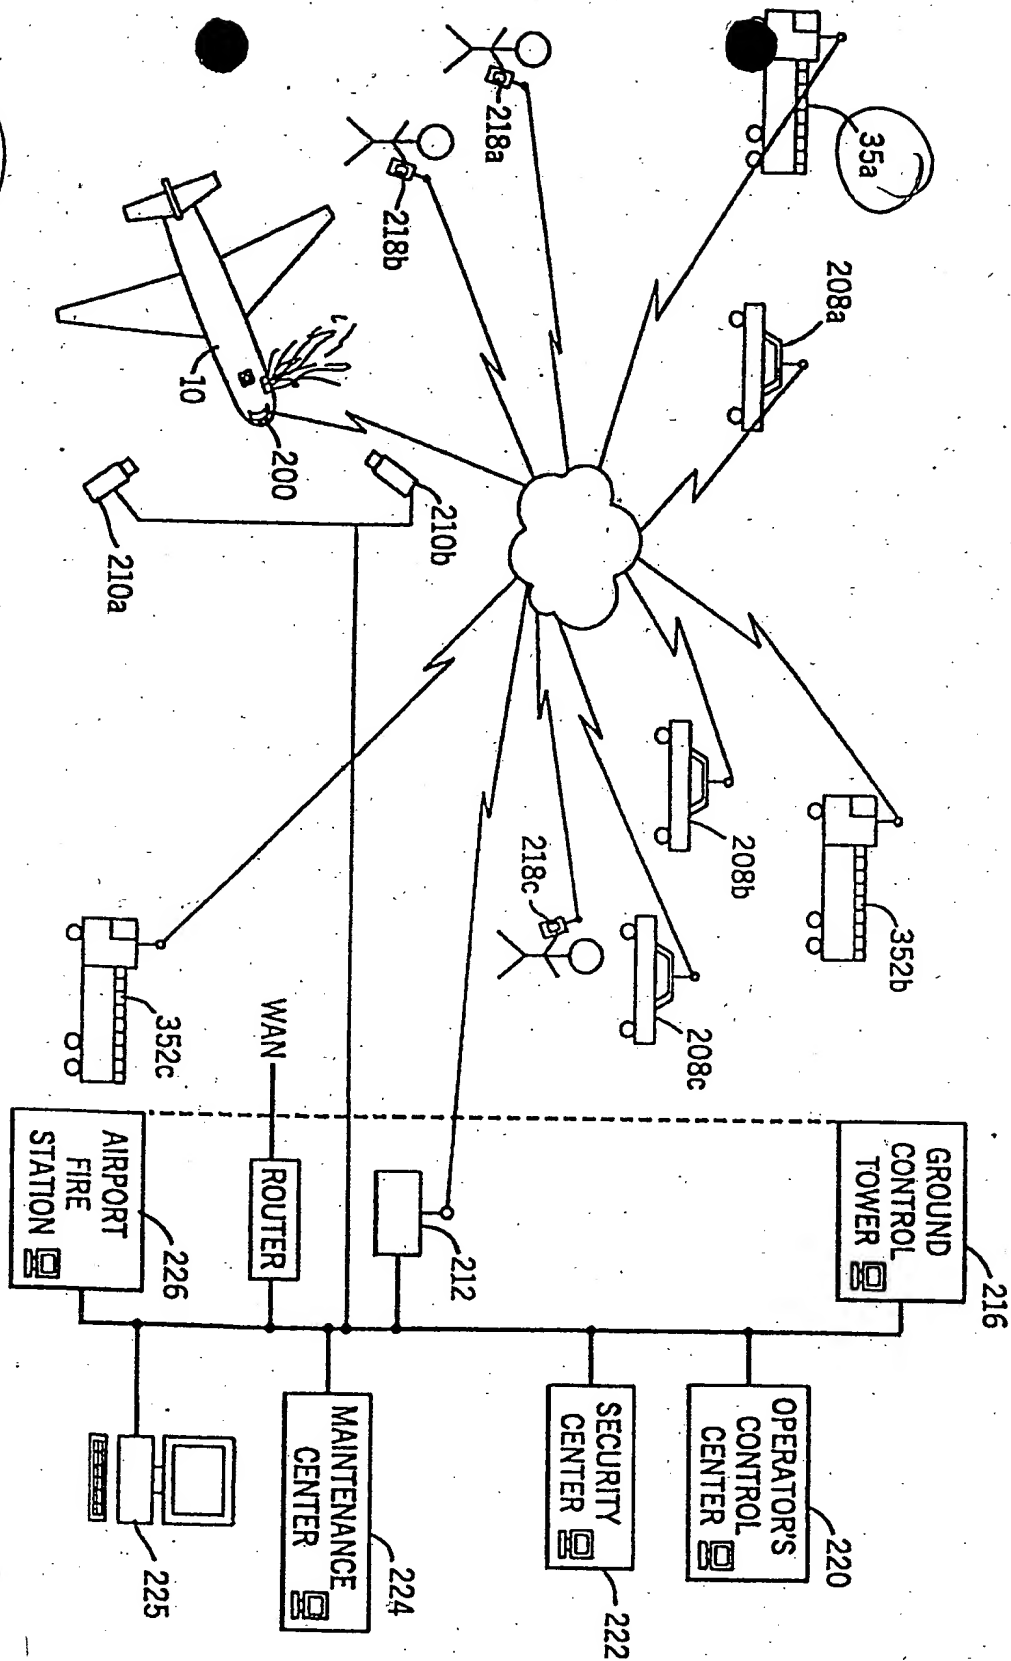 35a
208a
218a
218b
10
200
210b
210a
208b
352b
218c
208c
352c
WAN
ROUTER
212
GROUND
CONTROL
TOWER
216
AIRPORT
FIRE
STATION
226
OPERATOR'S
CONTROL
CENTER
220
SECURITY
CENTER
222
MAINTENANCE
CENTER
224
225